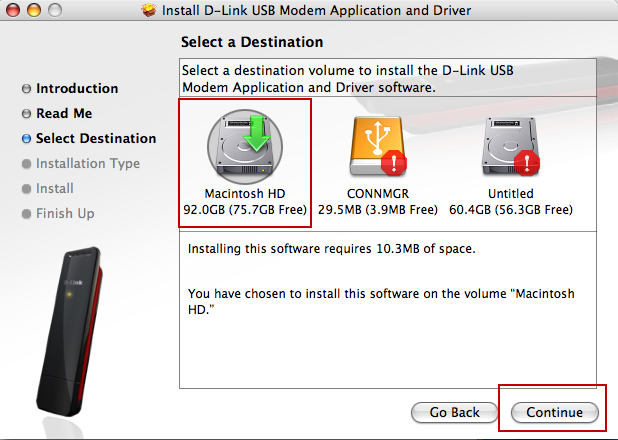 Install D-Link USB Modem Application and Driver
Select a Destination
Introduction
Read Me
Select Destination
Installation Type
Install
Finish Up
Select a destination volume to install the D-Link USB
Modem Application and Driver software.
Macintosh HD
92.0GB (75.7GB Free)
CONNMGR
29.5MB (3.9MB Free)
Untitled
60.4GB (56.3GB Free)
Installing this software requires 10.3MB of space.
You have chosen to install this software on the volume “Macintosh
HD.”
D-Link
Go Back
Continue